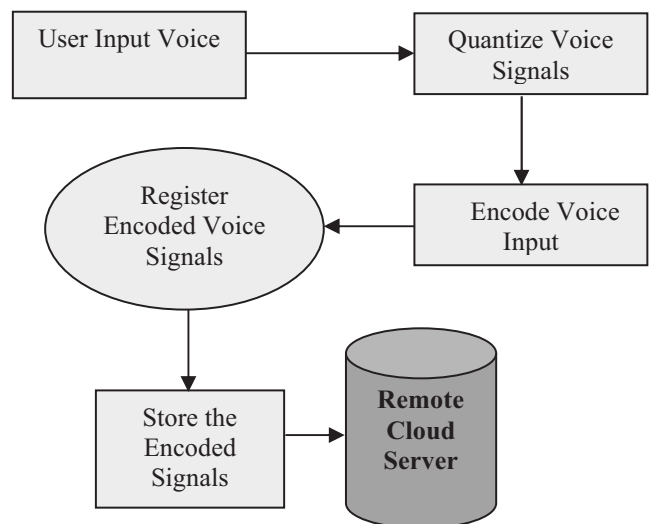 User Input Voice
Quantize Voice
Signals
Encode Voice
Input
Register
Encoded Voice
Signals
Store the
Encoded
Signals
Remote
Cloud
Server